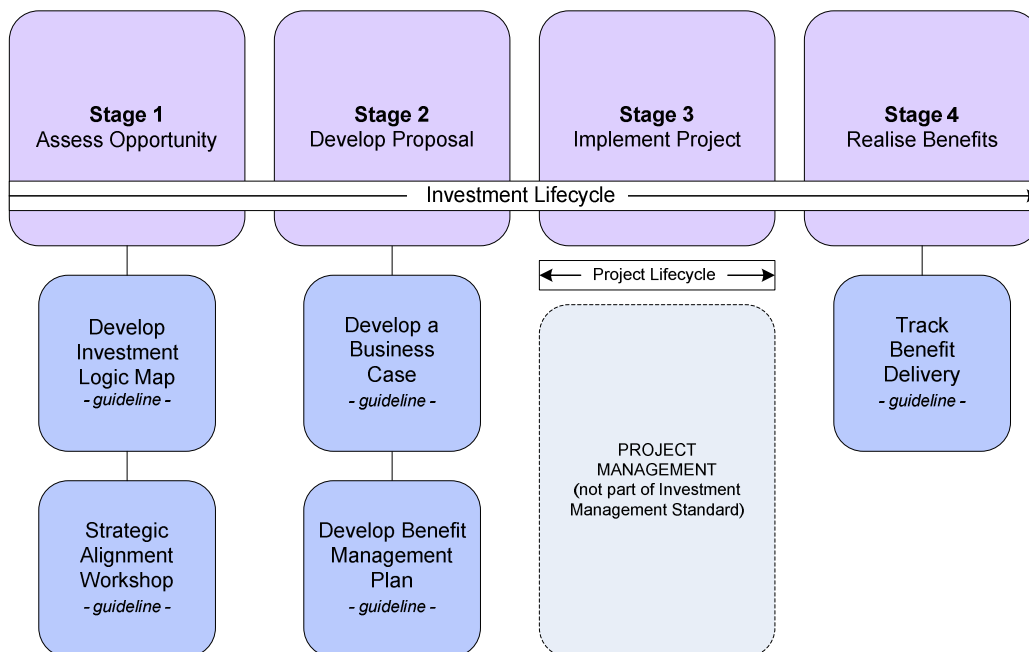 Stage 1
Assess Opportunity
Stage 2
Develop Proposal
Stage 3
Implement Project
Stage 4
Realise Benefits
Investment Lifecycle
Project Lifecycle
Develop
Investment
Logic Map
- guideline -
Develop a
Business
Case
- guideline -
Track
Benefit
Delivery
- guideline -
PROJECT
MANAGEMENT
(not part of Investment
Management Standard)
Strategic
Alignment
Workshop
- guideline -
Develop Benefit
Management
Plan
- guideline -